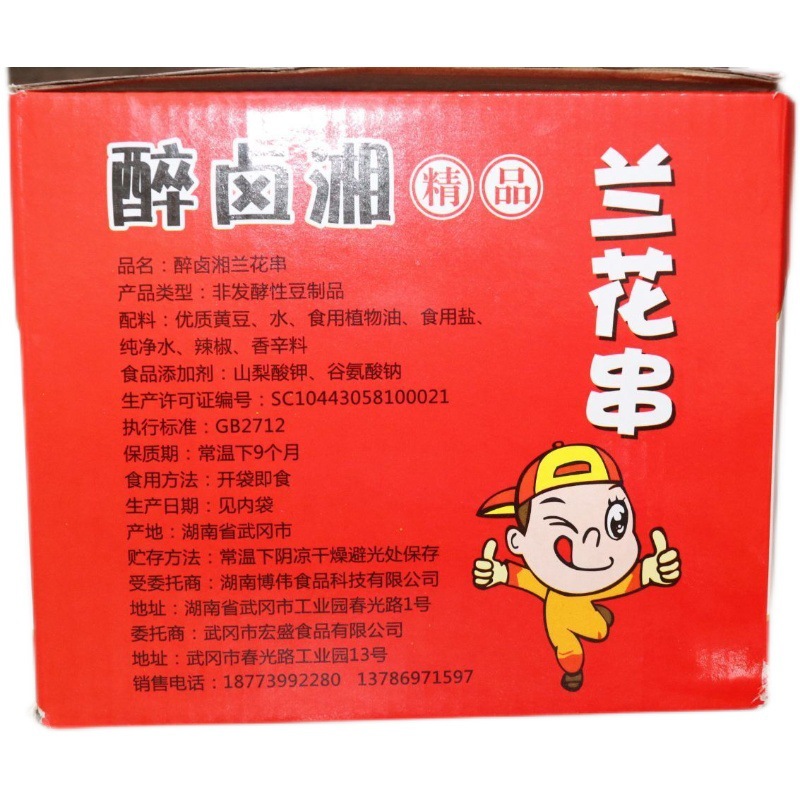 醉卤湘 精品
兰花串
品名：醉卤湘兰花串
产品类型：非发酵性豆制品
配料：优质黄豆、水、食用植物油、食用盐、
纯净水、辣椒、香辛料
食品添加剂：山梨酸钾、谷氨酸钠
生产许可证编号：SC10443058100021
执行标准：GB2712
保质期：常温下9个月
食用方法：开袋即食
生产日期：见内袋
产地：湖南省武冈市
贮存方法：常温下阴凉干燥避光处保存
受委托商：湖南博伟食品科技有限公司
地址：湖南省武冈市工业园春光路1号
委托商：武冈市宏盛食品有限公司
地址：武冈市春光路工业园13号
销售电话：18773992280 13786971597